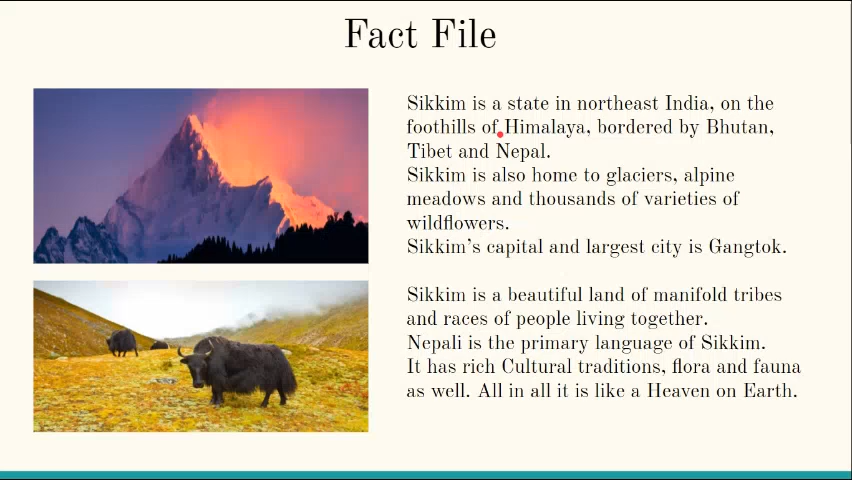 Fact File
Sikkim is a state in northeast India, on the
foothills of Himalaya, bordered by Bhutan,
Tibet and Nepal.
Sikkim is also home to glaciers, alpine
meadows and thousands of varieties of
wildflowers.
Sikkim's capital and largest city is Gangtok.
Sikkim is a beautiful land of manifold tribes
and races of people living together.
Nepali is the primary language of Sikkim.
It has rich Cultural traditions, flora and fauna
as well. All in all it is like a Heaven on Earth.